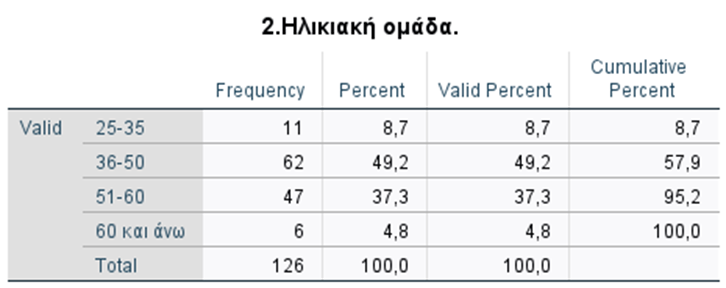 2.Ηλικιακή ομάδα.
Frequency Percent Valid Percent Cumulative Percent
Valid 25-35 11 8,7 8,7 8,7
36-50 62 49,2 49,2 57,9
51-60 47 37,3 37,3 95,2
60 και άνω 6 4,8 4,8 100,0
Total 126 100,0 100,0